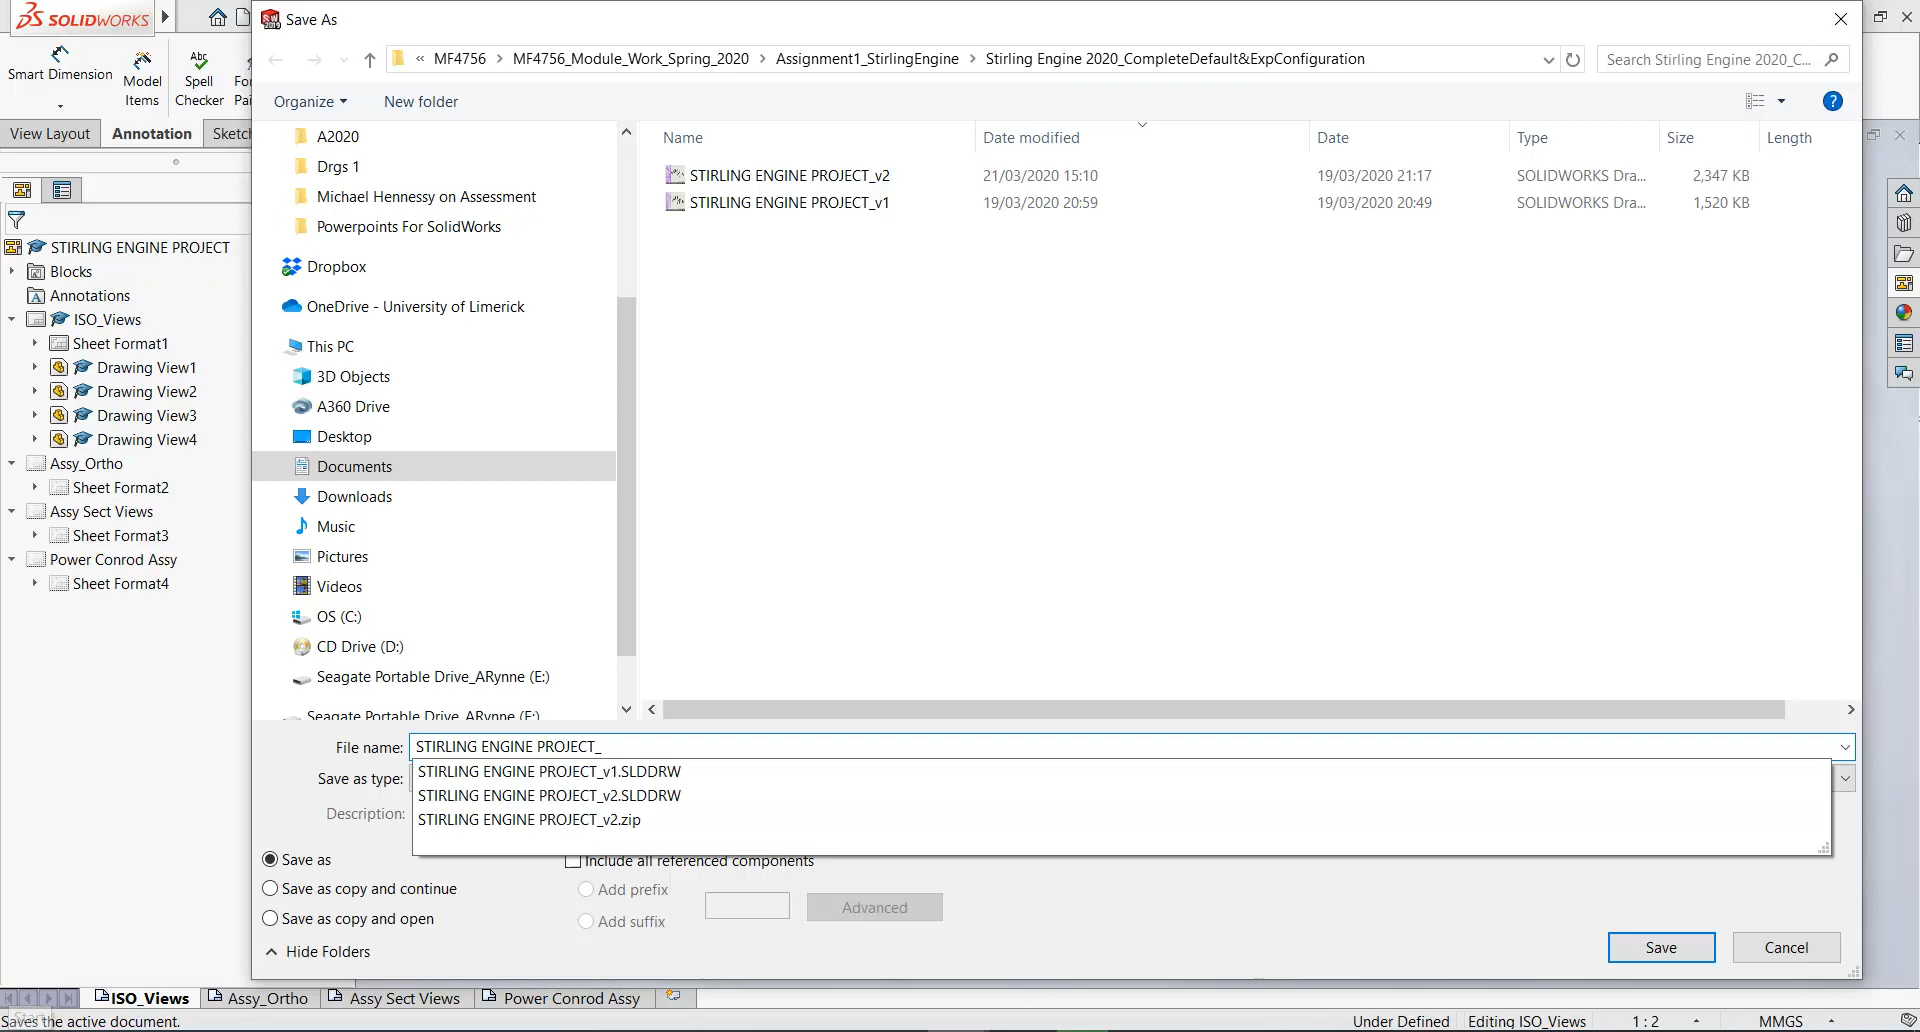 SOLIDWORKS
Save As
« MF4756 > MF4756_Module_Work_Spring_2020 > Assignment1_StirlingEngine > Stirling Engine 2020_CompleteDefault&ExpConfiguration
Search Stirling Engine 2020_C...
Smart Dimension
Model Items
Spell Checker
Organize
New folder
View Layout
Annotation
Sketch
A2020
Drgs 1
Michael Hennessy on Assessment
Powerpoints For SolidWorks
Dropbox
OneDrive - University of Limerick
This PC
3D Objects
A360 Drive
Desktop
Documents
Downloads
Music
Pictures
Videos
OS (C:)
CD Drive (D:)
Seagate Portable Drive_ARynne (E:)
Seagate Portable Drive_ARynne (E:)
Name Date modified Date Type Size Length
STIRLING ENGINE PROJECT_v2 21/03/2020 15:10 19/03/2020 21:17 SOLIDWORKS Dra... 2,347 KB
STIRLING ENGINE PROJECT_v1 19/03/2020 20:59 19/03/2020 20:49 SOLIDWORKS Dra... 1,520 KB
STIRLING ENGINE PROJECT
Blocks
Annotations
ISO_Views
Sheet Format1
Drawing View1
Drawing View2
Drawing View3
Drawing View4
Assy_Ortho
Sheet Format2
Assy Sect Views
Sheet Format3
Power Conrod Assy
Sheet Format4
File name: STIRLING ENGINE PROJECT_
Save as type:
Description:
STIRLING ENGINE PROJECT_v1.SLDDRW
STIRLING ENGINE PROJECT_v2.SLDDRW
STIRLING ENGINE PROJECT_v2.zip
Save as
Save as copy and continue
Save as copy and open
Include all referenced components
Add prefix
Add suffix
Advanced
Hide Folders
Save
Cancel
ISO_Views
Assy_Ortho
Assy Sect Views
Power Conrod Assy
Saves the active document.
Under Defined
Editing ISO_Views
1 : 2
MMGS